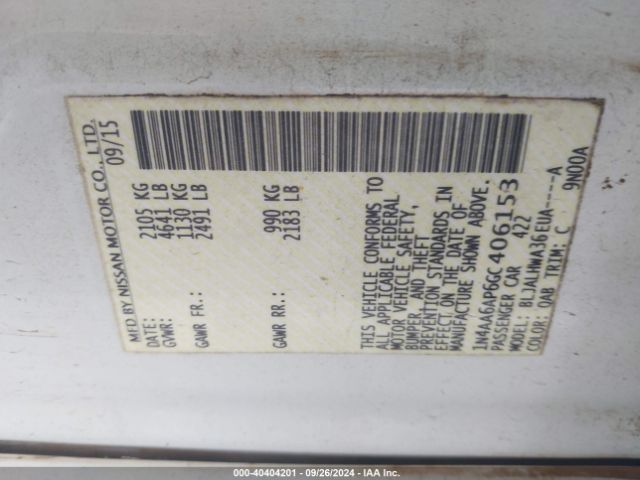 MFD BY NISSAN MOTOR CO., LTD.
DATE: 09/15
GVWR: 2105 KG
4641 LB
GAWR FR.: 1130 KG
2491 LB
GAWR RR.: 990 KG
2183 LB
THIS VEHICLE CONFORMS TO
ALL APPLICABLE FEDERAL
MOTOR VEHICLE SAFETY,
BUMPER, AND THEFT
PREVENTION STANDARDS IN
EFFECT ON THE DATE OF
MANUFACTURE SHOWN ABOVE.
1N4AA6AP6GC406153
PASSENGER CAR 422
MODEL: BLJALHWA36EUA----A
COLOR: QAB TRIM: C 9N00A
000-40404201 - 09/26/2024 - IAA Inc.